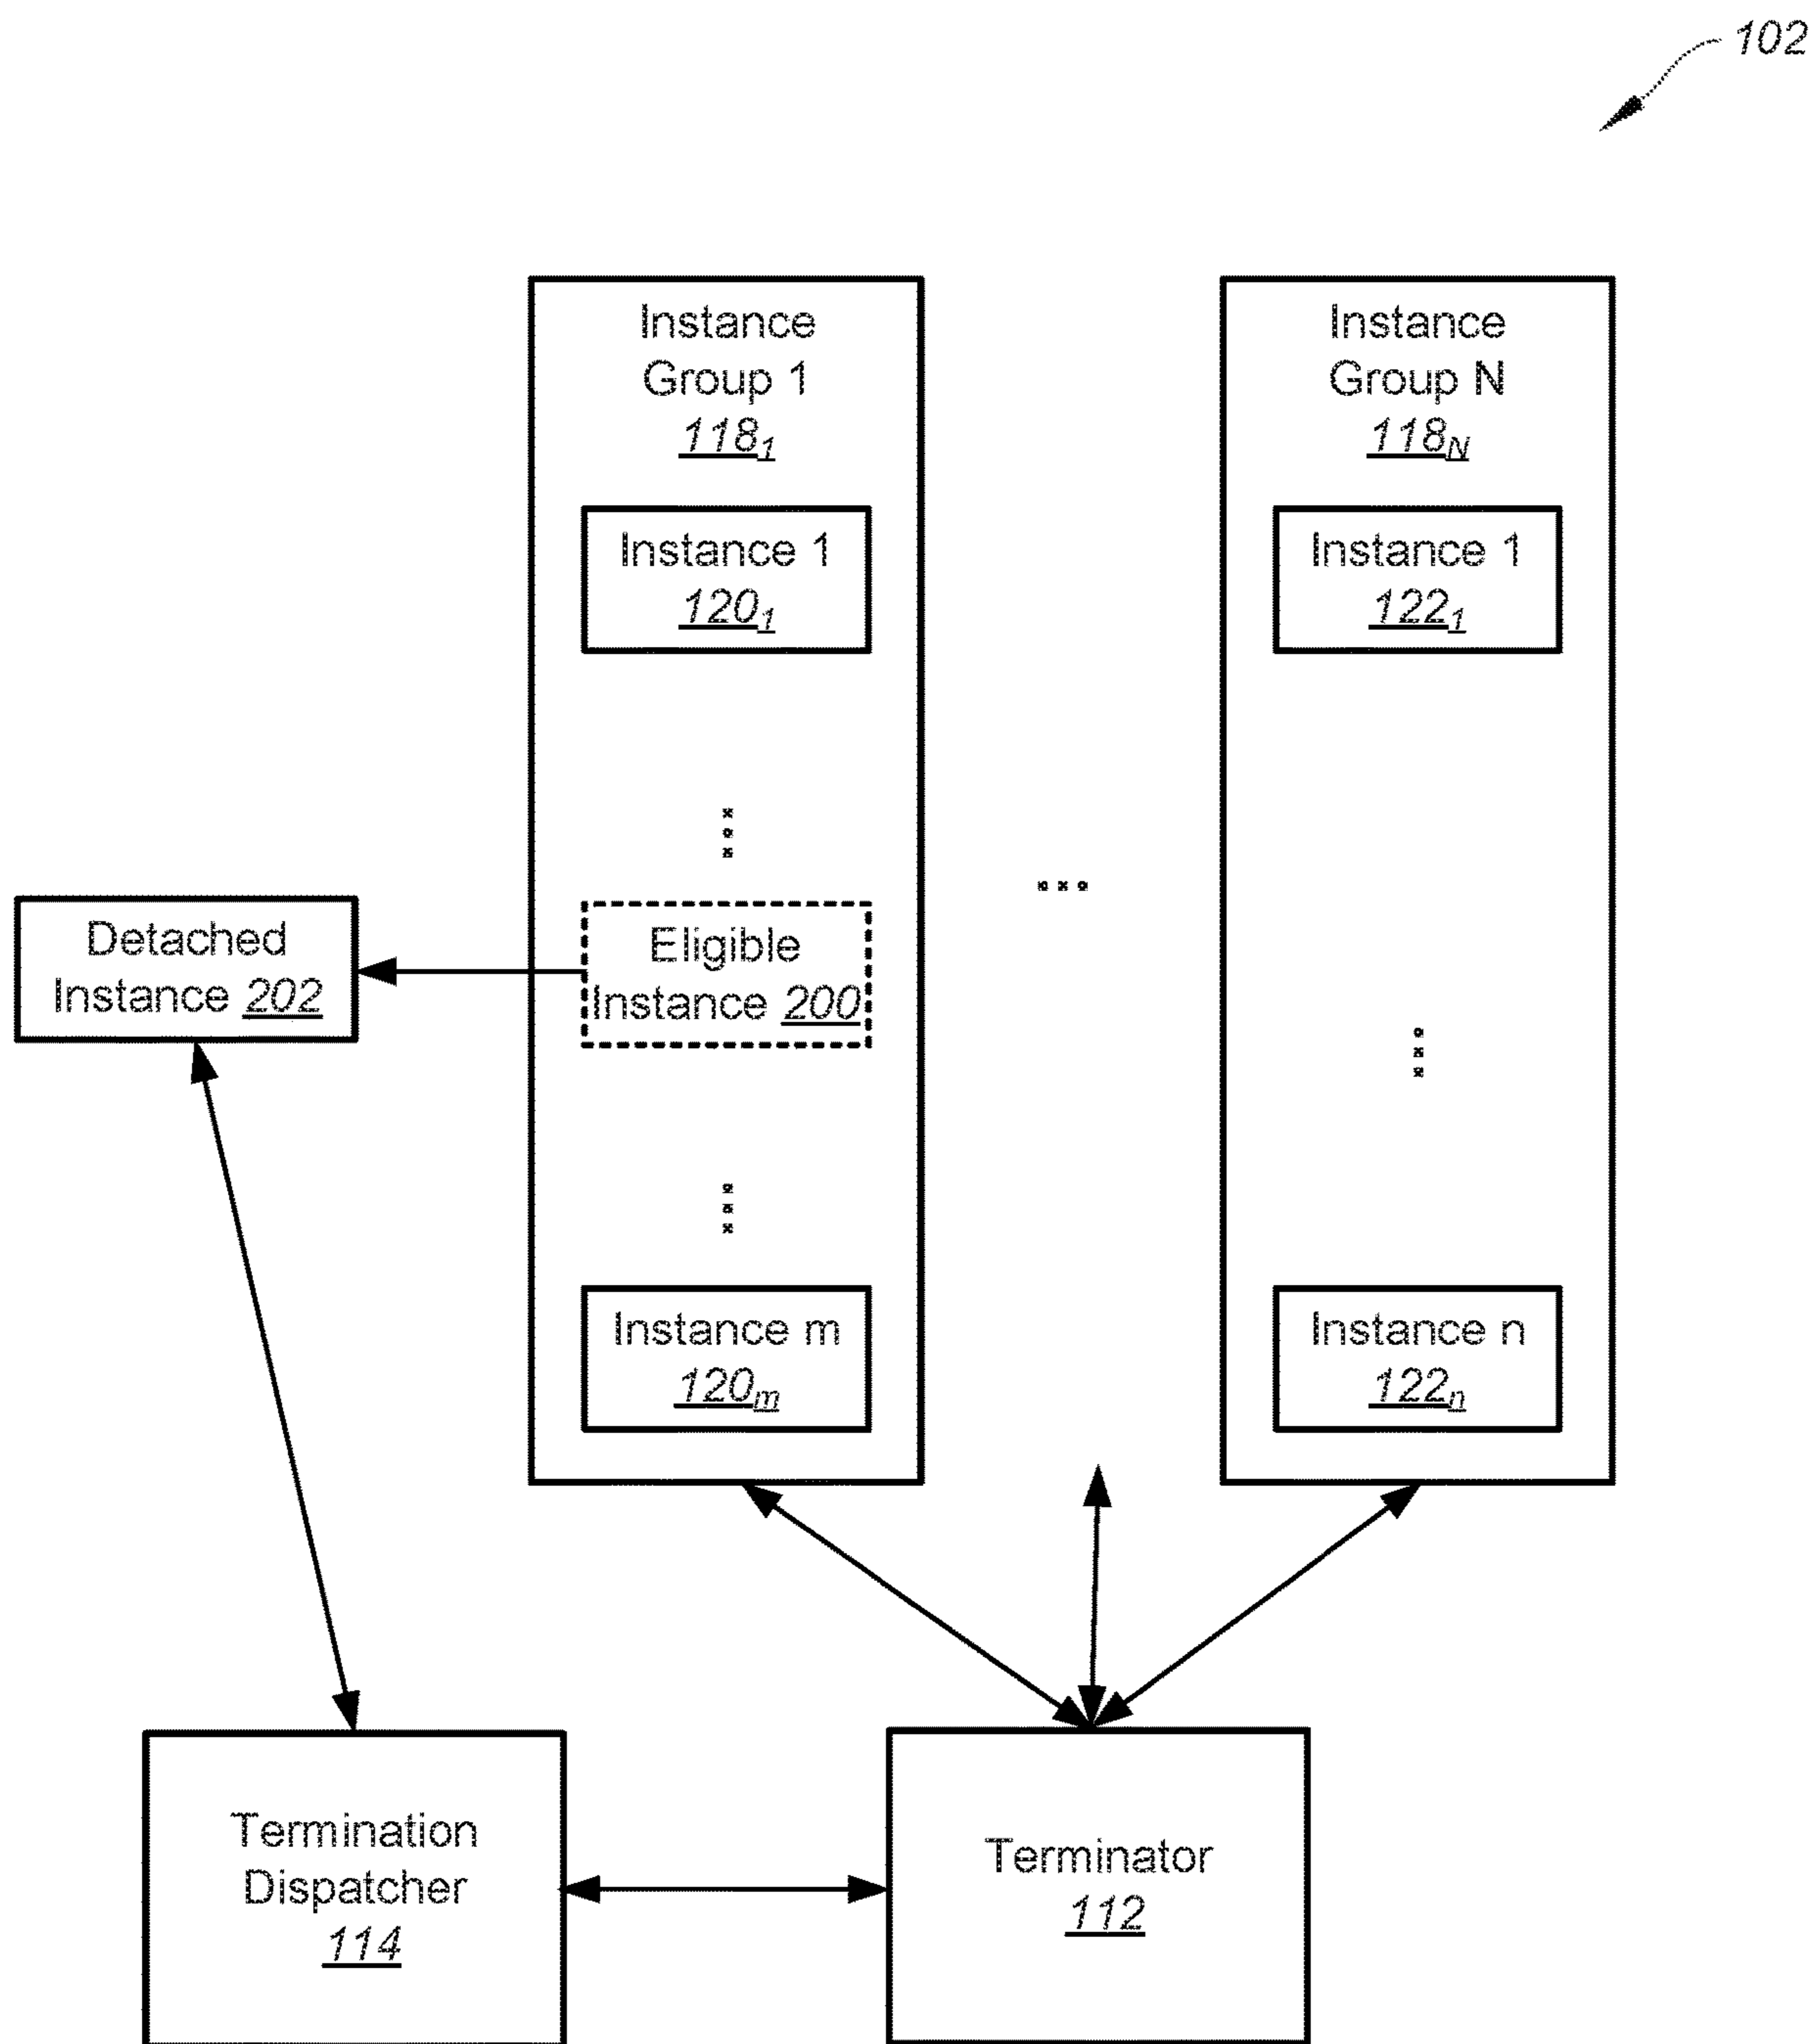 102
Instance
Group 1
118₁
Instance 1
120₁
Eligible
Instance 200
Instance m
120ₘ
Instance
Group N
118_N
Instance 1
122₁
Instance n
122ₙ
Detached
Instance 202
Termination
Dispatcher
114
Terminator
112